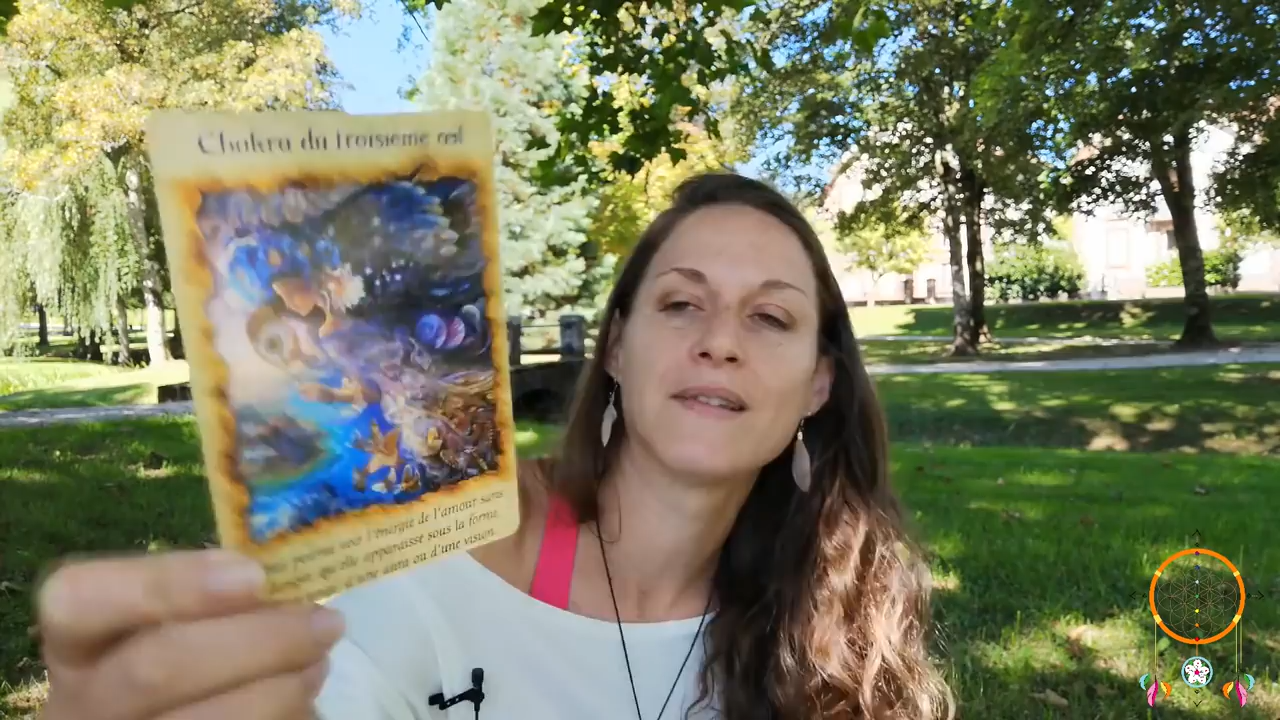 Chakra du troisième œil
pourrez voir l'énergie de l'amour sans
qu'elle apparaisse sous la forme
d'une aura ou d'une vision.